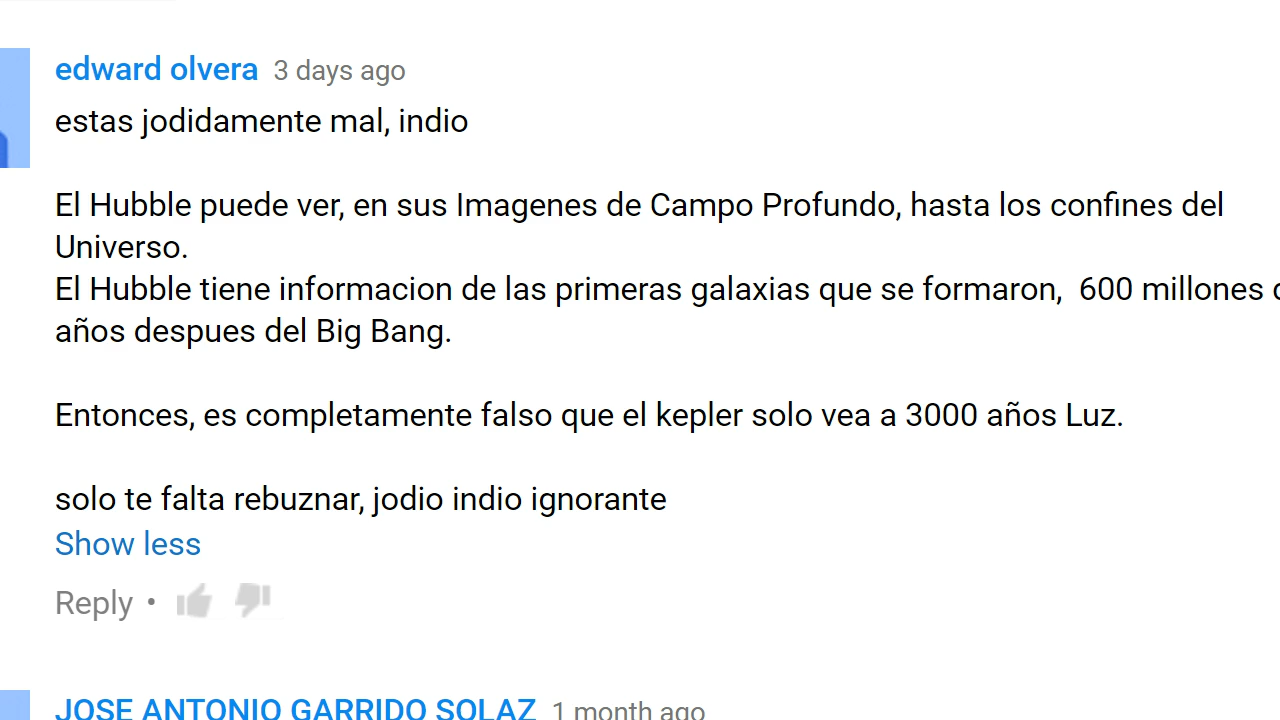 edward olvera 3 days ago
estas jodidamente mal, indio
El Hubble puede ver, en sus Imagenes de Campo Profundo, hasta los confines del
Universo.
El Hubble tiene informacion de las primeras galaxias que se formaron,  600 millones
años despues del Big Bang.
Entonces, es completamente falso que el kepler solo vea a 3000 años Luz.
solo te falta rebuznar, jodio indio ignorante
Show less
Reply •
JOSE ANTONIO GARRIDO SOLAZ 1 month ago